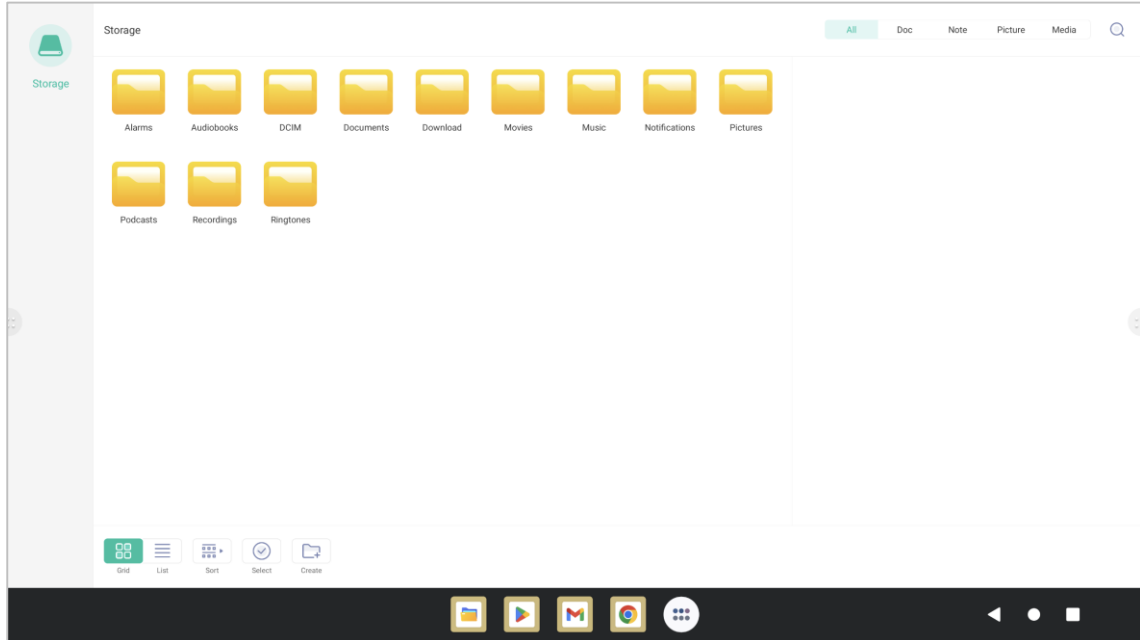 Storage
All Doc Note Picture Media
Storage
Alarms Audiobooks DCIM Documents Download Movies Music Notifications Pictures
Podcasts Recordings Ringtones
Grid List Sort Select Create